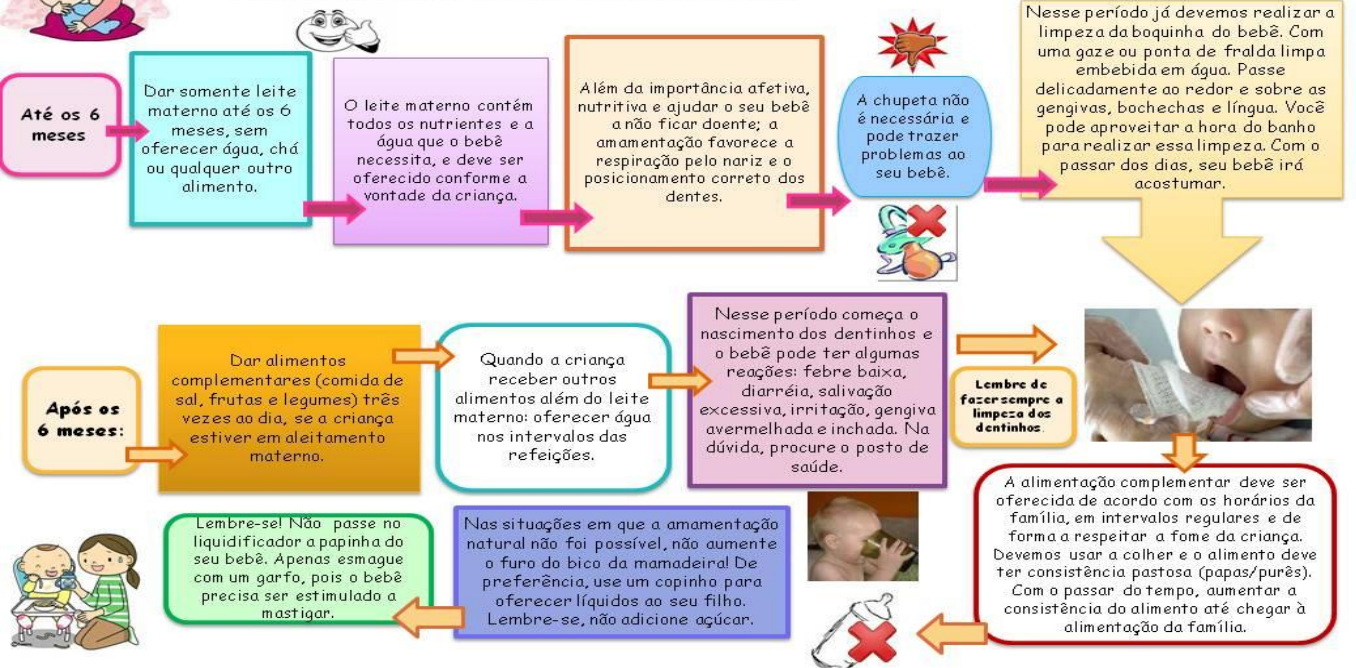 Até os 6
meses
Dar somente leite
materno até os 6
meses, sem
oferecer água, chá
ou qualquer outro
alimento.
O leite materno contém
todos os nutrientes e a
água que o bebê
necessita, e deve ser
oferecido conforme a
vontade da criança.
Além da importância afetiva,
nutritiva e ajudar o seu bebê
a não ficar doente; a
amamentação favorece a
respiração pelo nariz e o
posicionamento correto dos
dentes.
A chupeta não
é necessária e
pode trazer
problemas ao
seu bebê.
Nesse período já devemos realizar a
limpeza da boquinha do bebê. Com
uma gaze ou ponta de fralda limpa
embebida em água. Passe
delicadamente ao redor e sobre as
gengivas, bochechas e língua. Você
pode aproveitar a hora do banho
para realizar essa limpeza. Com o
passar dos dias, seu bebê irá
acostumar.
Após os
6 meses:
Dar alimentos
complementares (comida de
sal, frutas e legumes) três
vezes ao dia, se a criança
estiver em aleitamento
materno.
Quando a criança
receber outros
alimentos além do leite
materno: oferecer água
nos intervalos das
refeições.
Nesse período começa o
nascimento dos dentinhos e
o bebê pode ter algumas
reações: febre baixa,
diarréia, salivação
excessiva, irritação, gengiva
avermelhada e inchada. Na
dúvida, procure o posto de
saúde.
Lembre de
fazer sempre a
limpeza dos
dentinhos.
A alimentação complementar deve ser
oferecida de acordo com os horários da
família, em intervalos regulares e de
forma a respeitar a fome da criança.
Devemos usar a colher e o alimento deve
ter consistência pastosa (papas/purês).
Com o passar do tempo, aumentar a
consistência do alimento até chegar à
alimentação da família.
Nas situações em que a amamentação
natural não foi possível, não aumente
o furo do bico da mamadeira! De
preferência, use um copinho para
oferecer líquidos ao seu filho.
Lembre-se, não adicione açúcar.
Lembre-se! Não passe no
liquidificador a papinha do
seu bebê. Apenas esmague
com um garfo, pois o bebê
precisa ser estimulado a
mastigar.